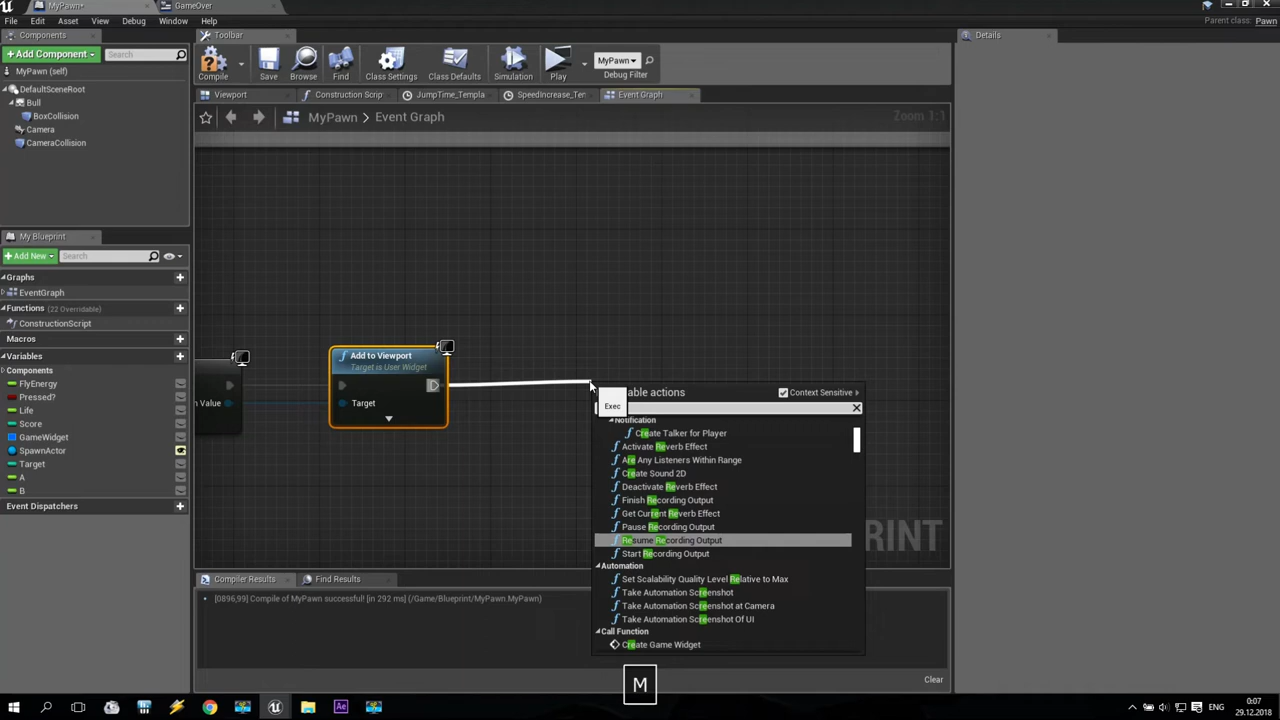 MyPawn*
GameOver
File
Edit
Asset
View
Debug
Window
Help
Parent class: Pawn
Components
Toolbar
Details
Add Component
Search
MyPawn (self)
DefaultSceneRoot
Bull
BoxCollision
Camera
CameraCollision
Compile
Save
Browse
Find
Class Settings
Class Defaults
Simulation
Play
MyPawn
Debug Filter
Viewport
Construction Scrip
JumpTime_Templa
SpeedIncrease_Ter
Event Graph
MyPawn > Event Graph
Zoom 1:1
My Blueprint
Add New
Search
Graphs
EventGraph
Functions (22 Overridable)
ConstructionScript
Macros
Variables
Components
FlyEnergy
Pressed?
Life
Score
GameWidget
SpawnActor
Target
A
B
Event Dispatchers
n Value
Add to Viewport
Target is User Widget
Target
able actions
Context Sensitive
Exec
Notification
Create Talker for Player
Activate Reverb Effect
Are Any Listeners Within Range
Create Sound 2D
Deactivate Reverb Effect
Finish Recording Output
Get Current Reverb Effect
Pause Recording Output
Resume Recording Output
Start Recording Output
Automation
Set Scalability Quality Level Relative to Max
Take Automation Screenshot
Take Automation Screenshot at Camera
Take Automation Screenshot Of UI
Call Function
Create Game Widget
RINT
Compiler Results
Find Results
[0896,99] Compile of MyPawn successful! [in 292 ms] (/Game/Blueprint/MyPawn.MyPawn)
Clear
M
Ae
ENG
0:07
29.12.2018